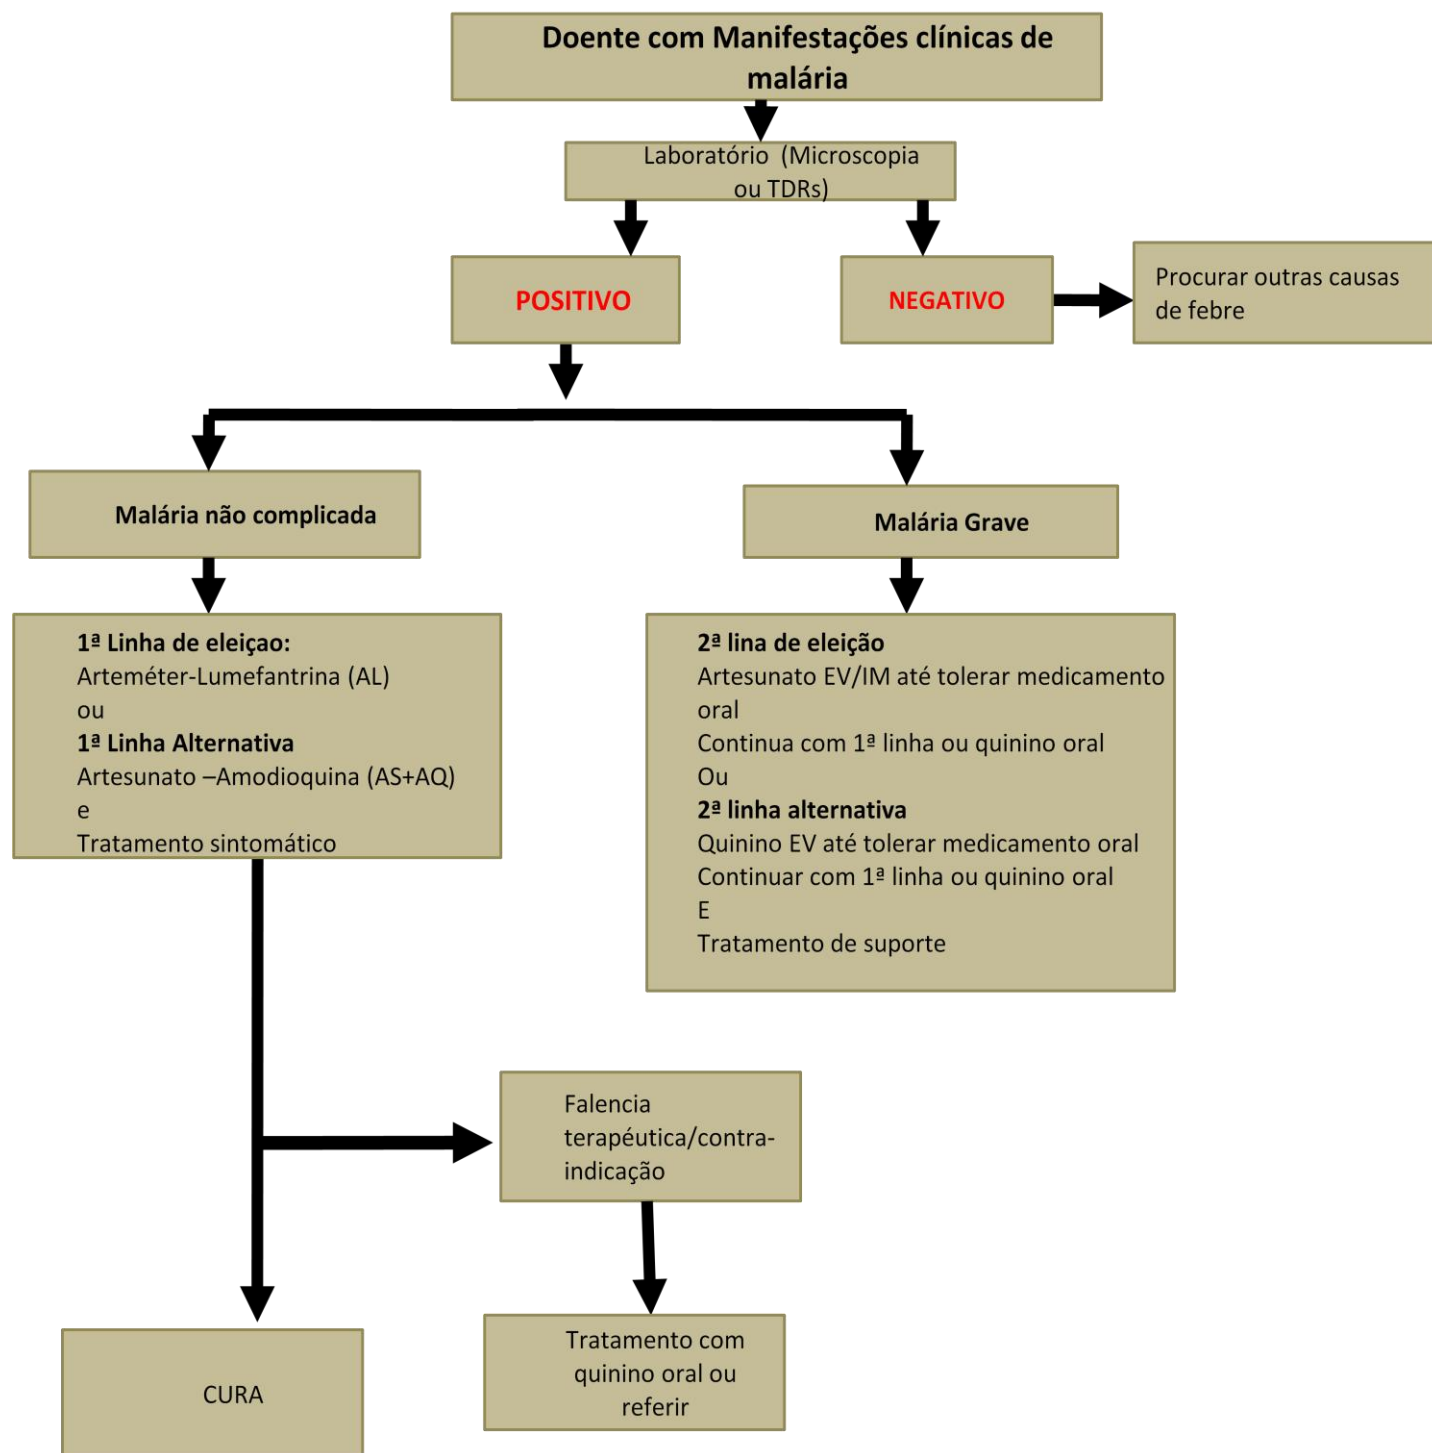 Doente com Manifestações clínicas de
malária
Laboratório (Microscopia
ou TDRs)
POSITIVO
NEGATIVO
Procurar outras causas
de febre
Malária não complicada
Malária Grave
1ª Linha de eleiçao:
Arteméter-Lumefantrina (AL)
ou
1ª Linha Alternativa
Artesunato –Amodioquina (AS+AQ)
e
Tratamento sintomático
2ª lina de eleição
Artesunato EV/IM até tolerar medicamento
oral
Continua com 1ª linha ou quinino oral
Ou
2ª linha alternativa
Quinino EV até tolerar medicamento oral
Continuar com 1ª linha ou quinino oral
E
Tratamento de suporte
Falencia
terapéutica/contra-
indicação
Tratamento com
quinino oral ou
referir
CURA